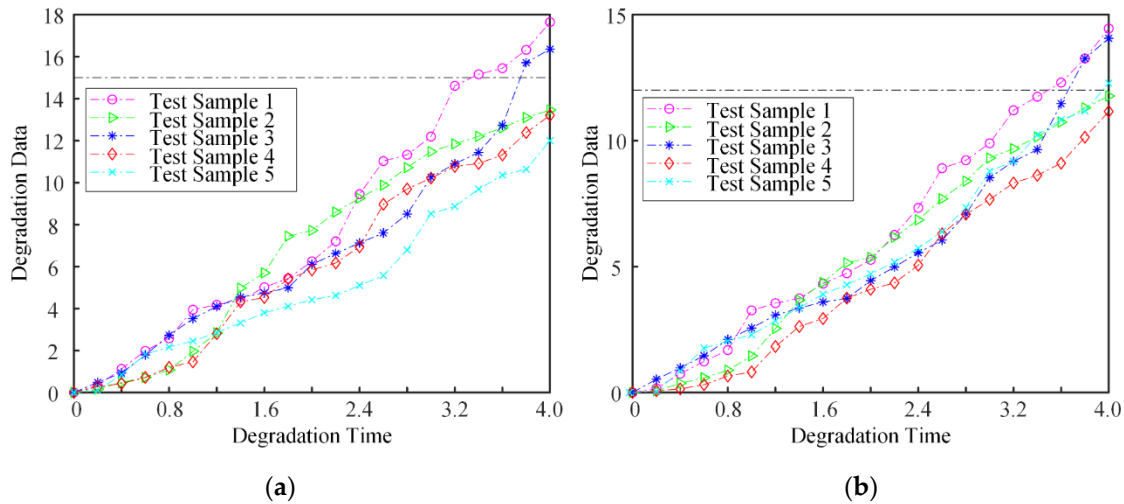 18
16
14
12
10
8
6
4
2
0
Degradation Data
Test Sample 1
Test Sample 2
Test Sample 3
Test Sample 4
Test Sample 5
0 0.8 1.6 2.4 3.2 4.0
Degradation Time
(a)
15
10
5
0
Degradation Data
Test Sample 1
Test Sample 2
Test Sample 3
Test Sample 4
Test Sample 5
0 0.8 1.6 2.4 3.2 4.0
Degradation Time
(b)